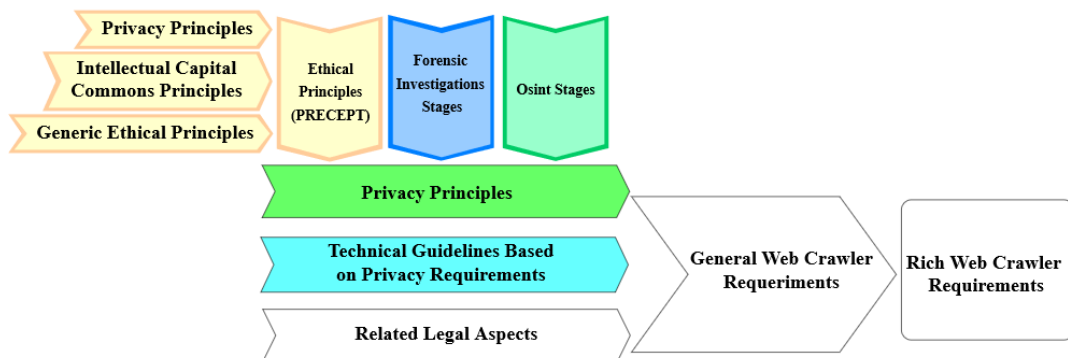 Privacy Principles
Intellectual Capital
Commons Principles
Generic Ethical Principles
Ethical
Principles
(PRECEPT)
Forensic
Investigations
Stages
Osint Stages
Privacy Principles
Technical Guidelines Based
on Privacy Requirements
Related Legal Aspects
General Web Crawler
Requeriments
Rich Web Crawler
Requirements